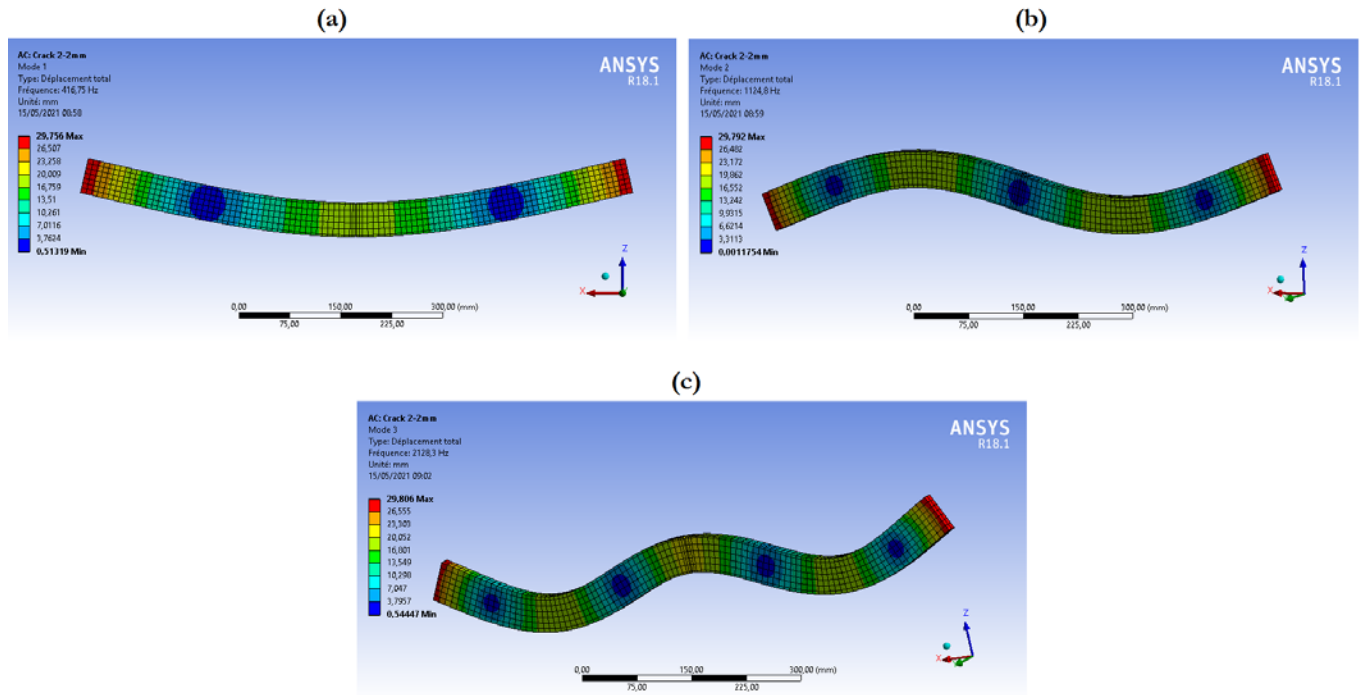 (a)
AC: Crack 2-2mm
Mode 1
Type: Déplacement total
Fréquence: 416,75 Hz
Unité: mm
15/05/2021 08:58
29,756 Max
26,507
23,258
20,009
16,759
13,51
10,261
7,0116
3,7624
0,51319 Min
ANSYS
R18.1
Z
X
0,00
150,00
300,00 (mm)
75,00
225,00
(b)
AC: Crack 2-2mm
Mode 2
Type: Déplacement total
Fréquence: 1124,8 Hz
Unité: mm
15/05/2021 08:59
29,792 Max
26,482
23,172
19,862
16,552
13,242
9,9315
6,6214
3,3113
0,0011754 Min
ANSYS
R18.1
Z
X
0,00
150,00
300,00 (mm)
75,00
225,00
(c)
AC: Crack 2-2mm
Mode 3
Type: Déplacement total
Fréquence: 2128,3 Hz
Unité: mm
15/05/2021 09:02
29,806 Max
26,555
23,303
20,052
16,801
13,549
10,298
7,047
3,7957
0,54447 Min
ANSYS
R18.1
Z
X
0,00
150,00
300,00 (mm)
75,00
225,00